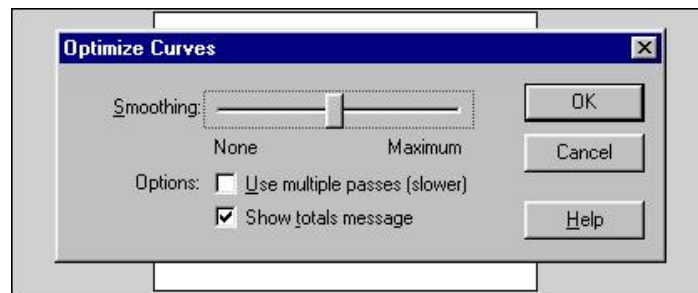 Optimize Curves
Smoothing:
None Maximum
Options: Use multiple passes (slower)
Show totals message
OK
Cancel
Help